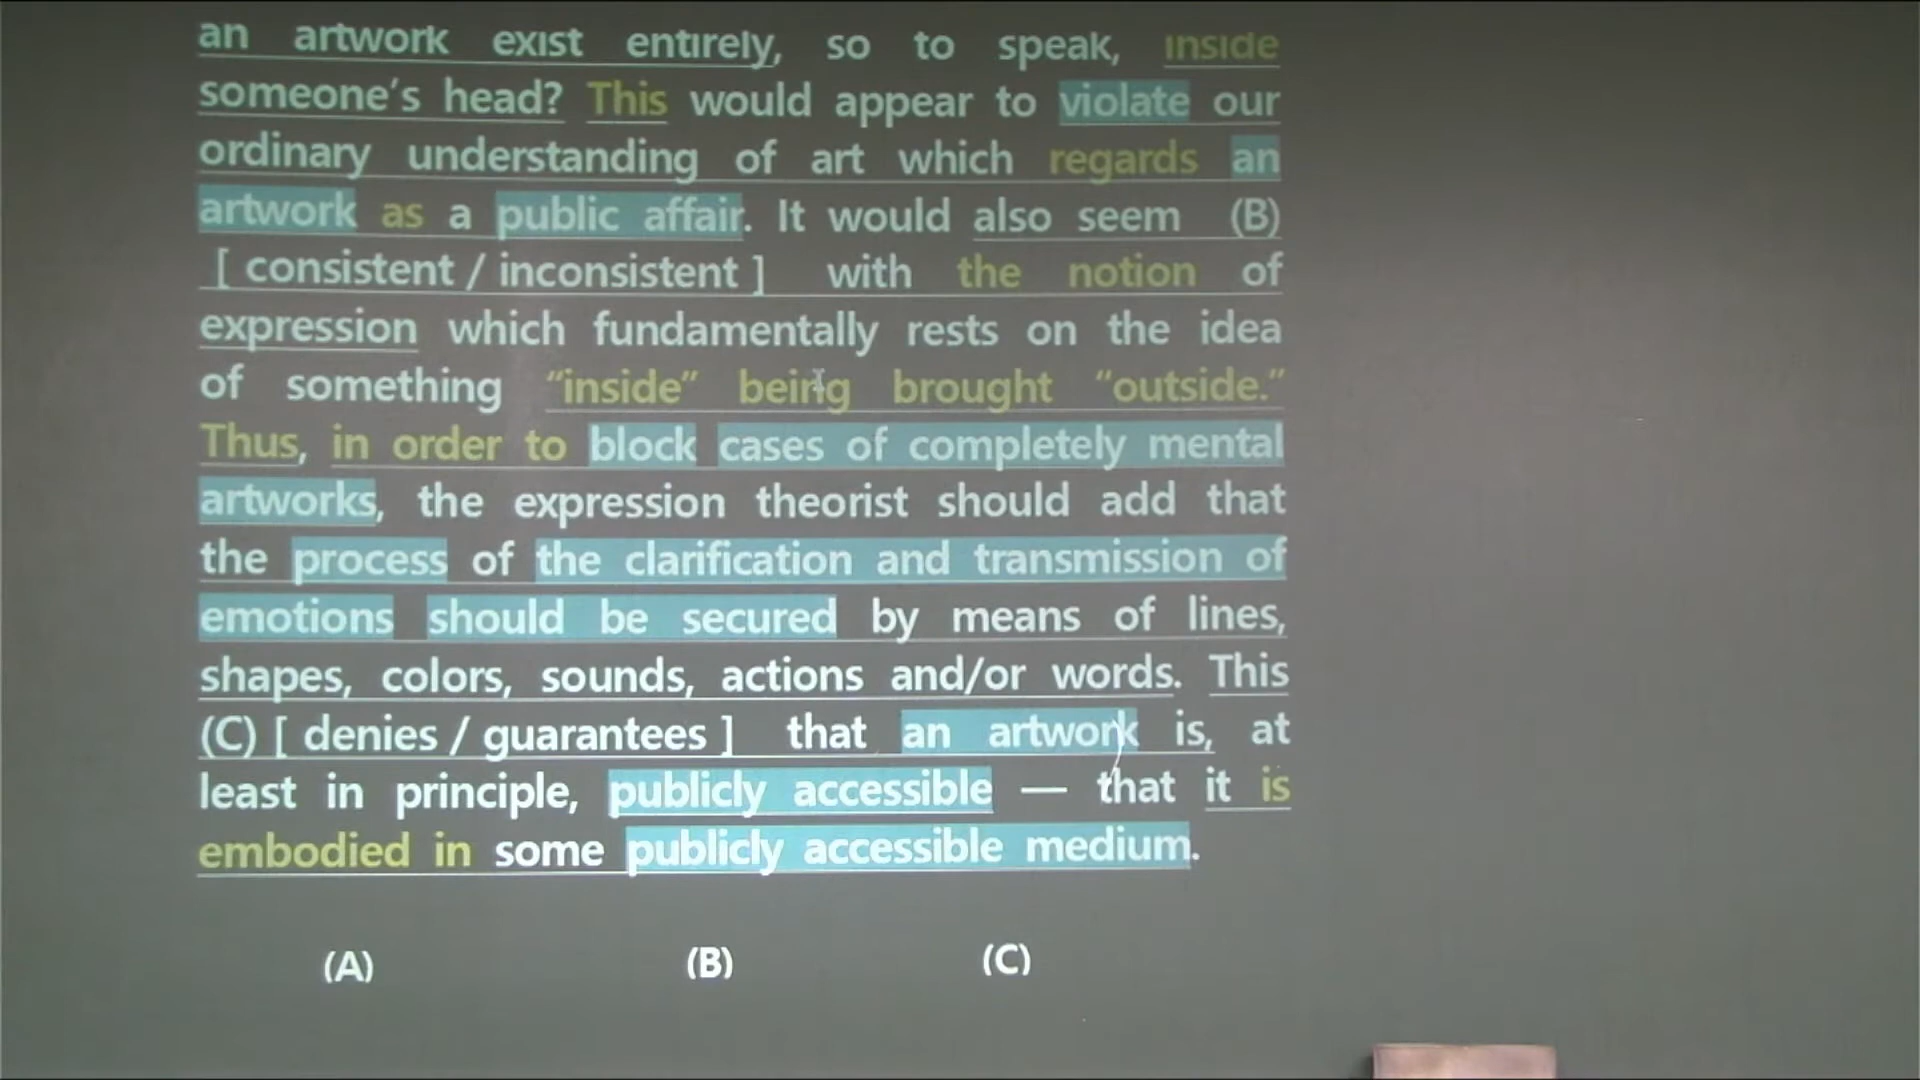 an artwork exist entirely, so to speak, inside
someone's head? This would appear to violate our
ordinary understanding of art which regards an
artwork as a public affair. It would also seem (B)
[ consistent / inconsistent ] with the notion of
expression which fundamentally rests on the idea
of something “inside” being brought “outside.”
Thus, in order to block cases of completely mental
artworks, the expression theorist should add that
the process of the clarification and transmission of
emotions should be secured by means of lines,
shapes, colors, sounds, actions and/or words. This
(C) [ denies / guarantees ] that an artwork is, at
least in principle, publicly accessible — that it is
embodied in some publicly accessible medium.
(A) (B) (C)